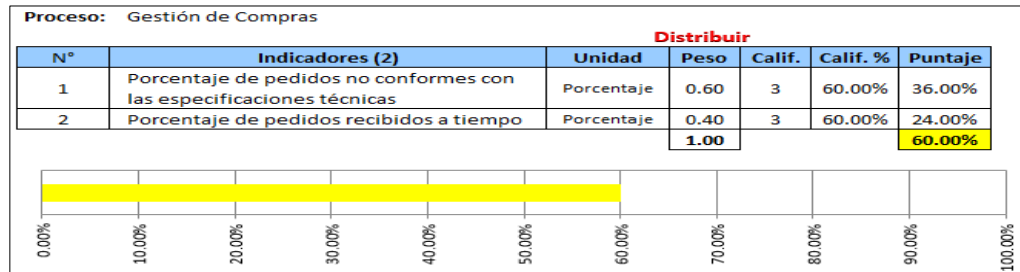 Proceso: Gestión de Compras
Distribuir
N° Indicadores (2) Unidad Peso Calif. Calif. % Puntaje
1 Porcentaje de pedidos no conformes con las especificaciones técnicas Porcentaje 0.60 3 60.00% 36.00%
2 Porcentaje de pedidos recibidos a tiempo Porcentaje 0.40 3 60.00% 24.00%
1.00 60.00%
0.00% 10.00% 20.00% 30.00% 40.00% 50.00% 60.00% 70.00% 80.00% 90.00% 100.00%